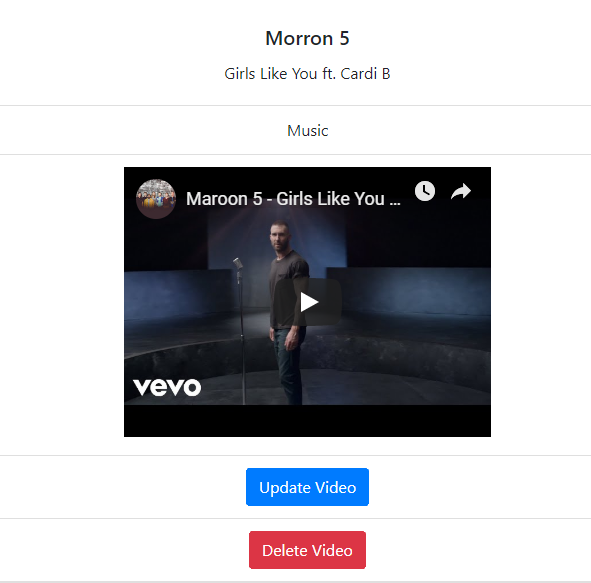 Morron 5
Girls Like You ft. Cardi B
Music
Maroon 5 - Girls Like You ...
vevo
Update Video
Delete Video